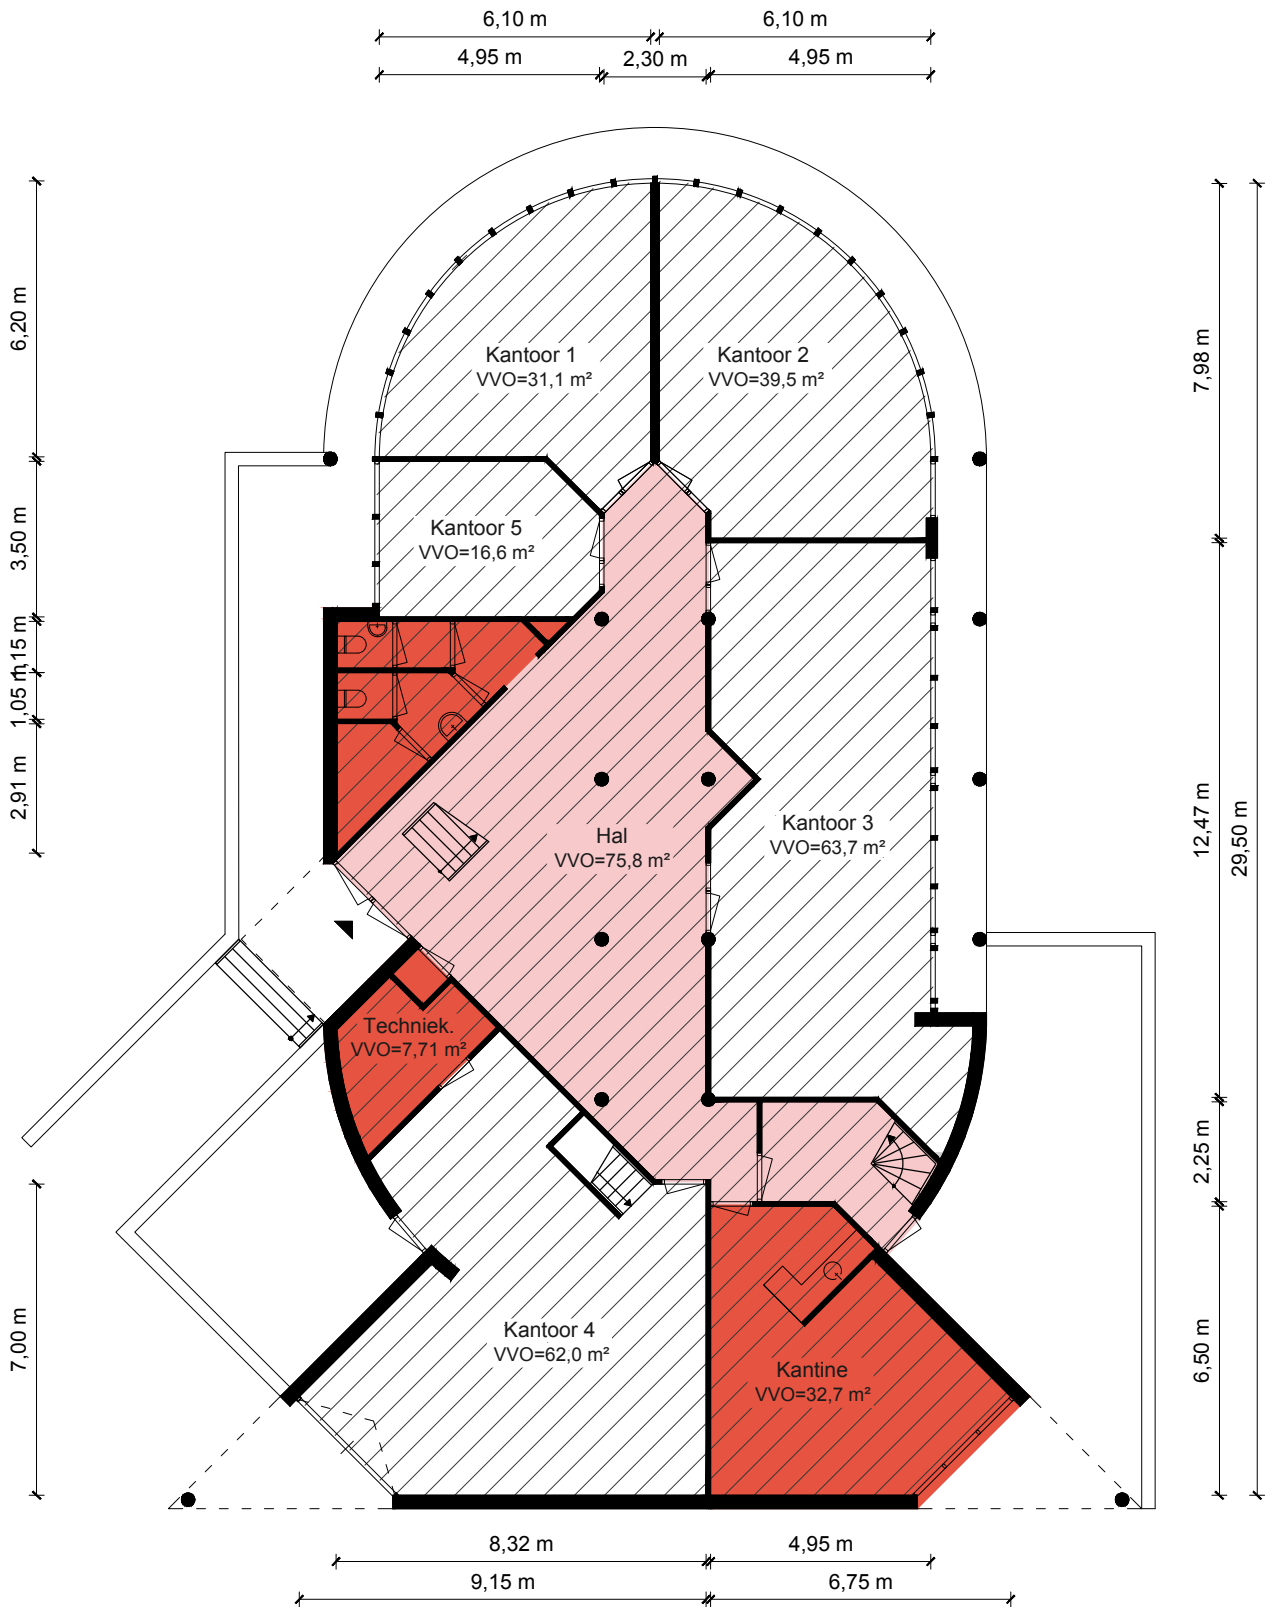 6,10 m
6,10 m
4,95 m
2,30 m
4,95 m
6,20 m
3,50 m
1,15 m
1,05 m
2,91 m
7,00 m
Kantoor 1
VVO=31,1 m²
Kantoor 2
VVO=39,5 m²
Kantoor 5
VVO=16,6 m²
Hal
VVO=75,8 m²
Kantoor 3
VVO=63,7 m²
Techniek.
VVO=7,71 m²
Kantoor 4
VVO=62,0 m²
Kantine
VVO=32,7 m²
7,98 m
12,47 m
29,50 m
2,25 m
6,50 m
8,32 m
4,95 m
9,15 m
6,75 m